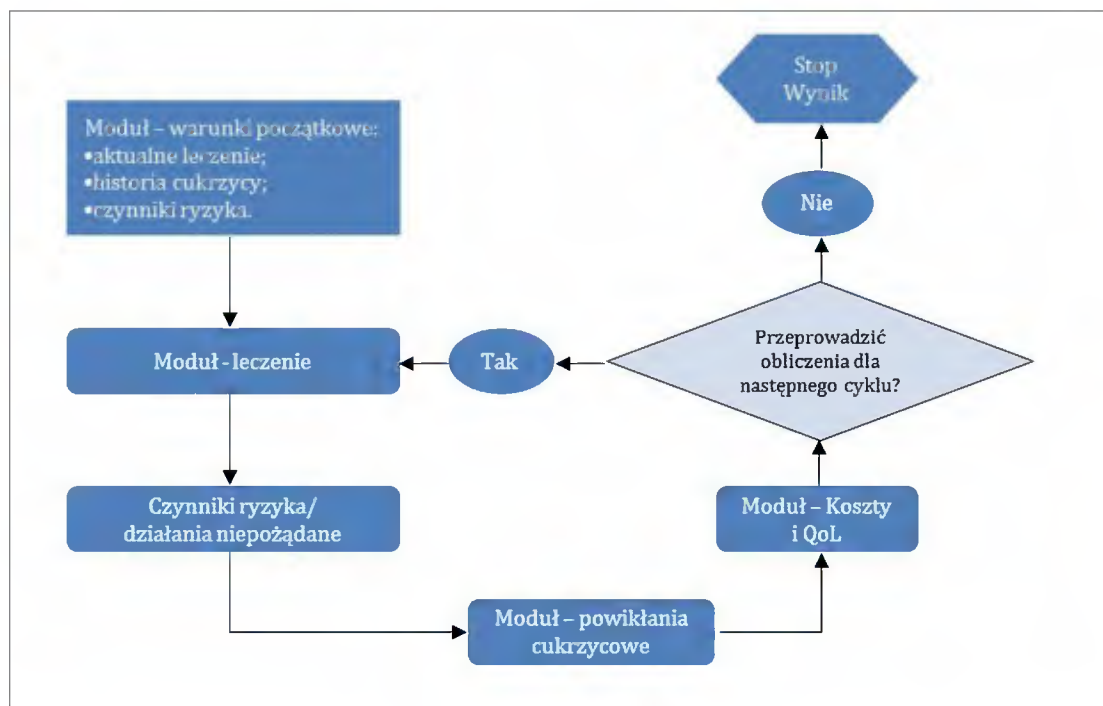 Moduł – warunki początkowe:
•aktualne leczenie;
•historia cukrzycy;
•czynniki ryzyka.
Moduł - leczenie
Czynniki ryzyka/
działania niepożądane
Moduł – powikłania
cukrzycowe
Moduł – Koszty
i QoL
Przeprowadzić
obliczenia dla
następnego cyklu?
Tak
Nie
Stop
Wynik